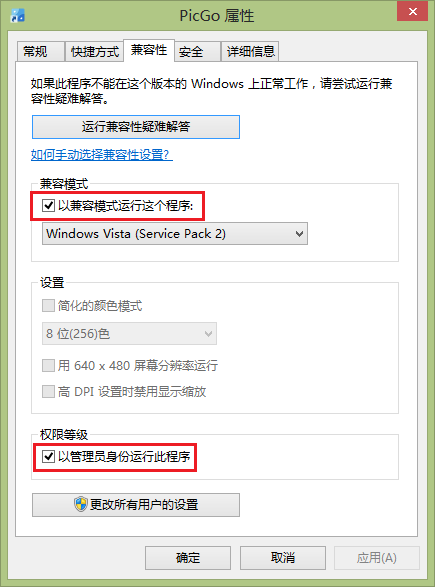 PicGo 属性
常规 快捷方式 兼容性 安全 详细信息
如果此程序不能在这个版本的 Windows 上正常工作，请尝试运行兼
容性疑难解答。
运行兼容性疑难解答
如何手动选择兼容性设置?
兼容模式
以兼容模式运行这个程序:
Windows Vista (Service Pack 2)
设置
简化的颜色模式
8 位(256)色
用 640 x 480 屏幕分辨率运行
高 DPI 设置时禁用显示缩放
权限等级
以管理员身份运行此程序
更改所有用户的设置
确定 取消 应用(A)